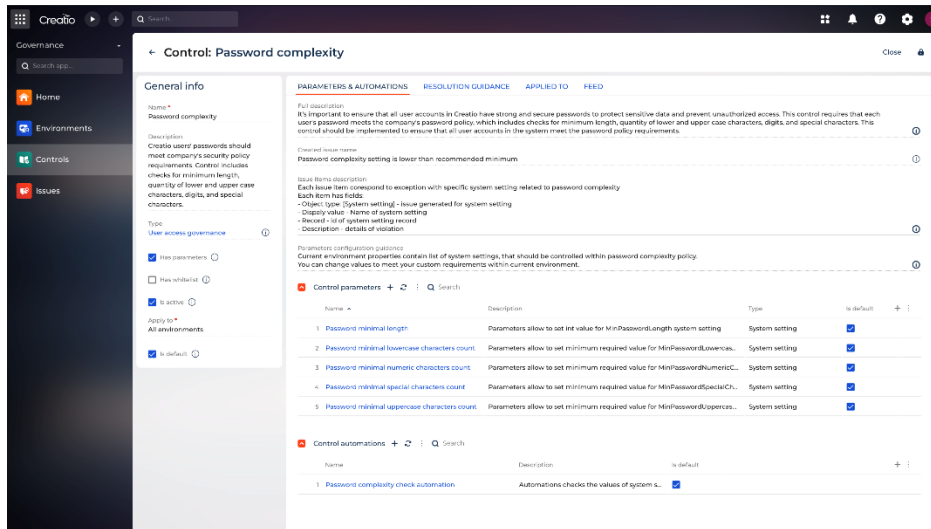 Creatio
Search
Governance
Search app...
Home
Environments
Controls
Issues
← Control: Password complexity
Close
General info
Name*
Password complexity
Description
Creatio users' passwords should
meet company's security policy
requirements. Control includes
checks for minimum length,
quantity of lower and upper case
characters, digits, and special
characters.
Type
User access governance
Has parameters
Has whitelist
Is active
Apply to*
All environments
Is default
PARAMETERS & AUTOMATIONS RESOLUTION GUIDANCE APPLIED TO FEED
Full description
It's important to ensure that all user accounts in Creatio have strong and secure passwords to protect sensitive data and prevent unauthorized access. This control requires that each
user's password meets the company's password policy, which includes checks for minimum length, quantity of lower and upper case characters, digits, and special characters. This
control should be implemented to ensure that all user accounts in the system meet the password policy requirements.
Created issue name
Password complexity setting is lower than recommended minimum
Issue items description
Each issue item corespond to exception with specific system setting related to password complexity
Each item has fields:
- Object type: [System setting] - issue generated for system setting
- Dispaly value - Name of system setting
- Record - id of system setting record
- Description - details of violation
Parameters configuration guidance
Current environment properties contain list of system settings, that should be controlled within password complexity policy.
You can change values to meet your custom requirements within current environment.
Control parameters + Search
Name Description Type Is default +
1 Password minimal length Parameters allow to set int value for MinPasswordLength system setting System setting
2 Password minimal lowercase characters count Parameters allow to set minimum required value for MinPasswordLowercas... System setting
3 Password minimal numeric characters count Parameters allow to set minimum required value for MinPasswordNumericC... System setting
4 Password minimal special characters count Parameters allow to set minimum required value for MinPasswordSpecialCh... System setting
5 Password minimal uppercase characters count Parameters allow to set minimum required value for MinPasswordUppercas... System setting
Control automations + Search
Name Description Is default +
1 Password complexity check automation Automations checks the values of system s...